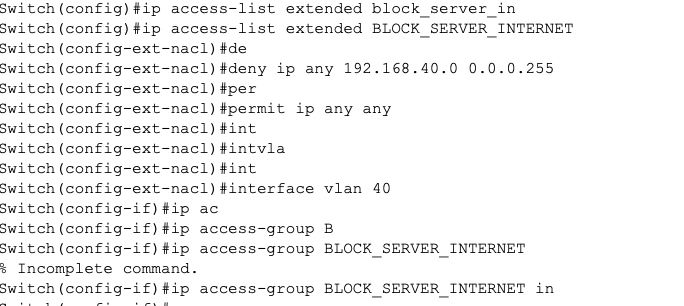 Switch(config)#ip access-list extended block_server_in
Switch(config)#ip access-list extended BLOCK_SERVER_INTERNET
Switch(config-ext-nacl)#de
Switch(config-ext-nacl)#deny ip any 192.168.40.0 0.0.0.255
Switch(config-ext-nacl)#per
Switch(config-ext-nacl)#permit ip any any
Switch(config-ext-nacl)#int
Switch(config-ext-nacl)#intvla
Switch(config-ext-nacl)#int
Switch(config-ext-nacl)#interface vlan 40
Switch(config-if)#ip ac
Switch(config-if)#ip access-group B
Switch(config-if)#ip access-group BLOCK_SERVER_INTERNET
% Incomplete command.
Switch(config-if)#ip access-group BLOCK_SERVER_INTERNET in